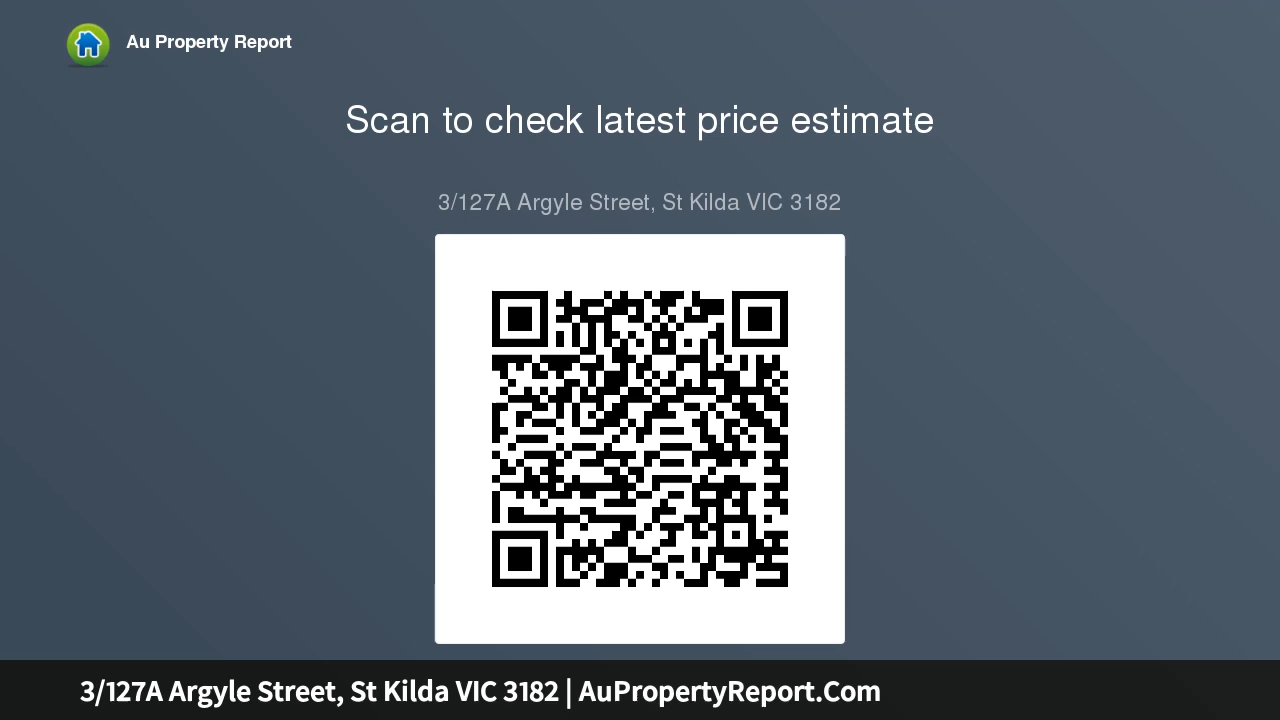 Au Property Report
Scan to check latest price estimate
3/127A Argyle Street, St Kilda VIC 3182
3/127A Argyle Street, St Kilda VIC 3182 | AuPropertyReport.Com